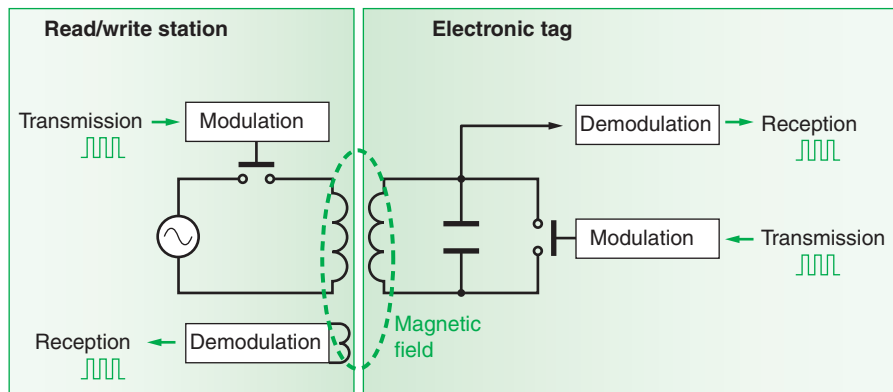 Read/write station
Transmission
Modulation
Reception
Demodulation
Magnetic
field
Electronic tag
Demodulation
Reception
Modulation
Transmission